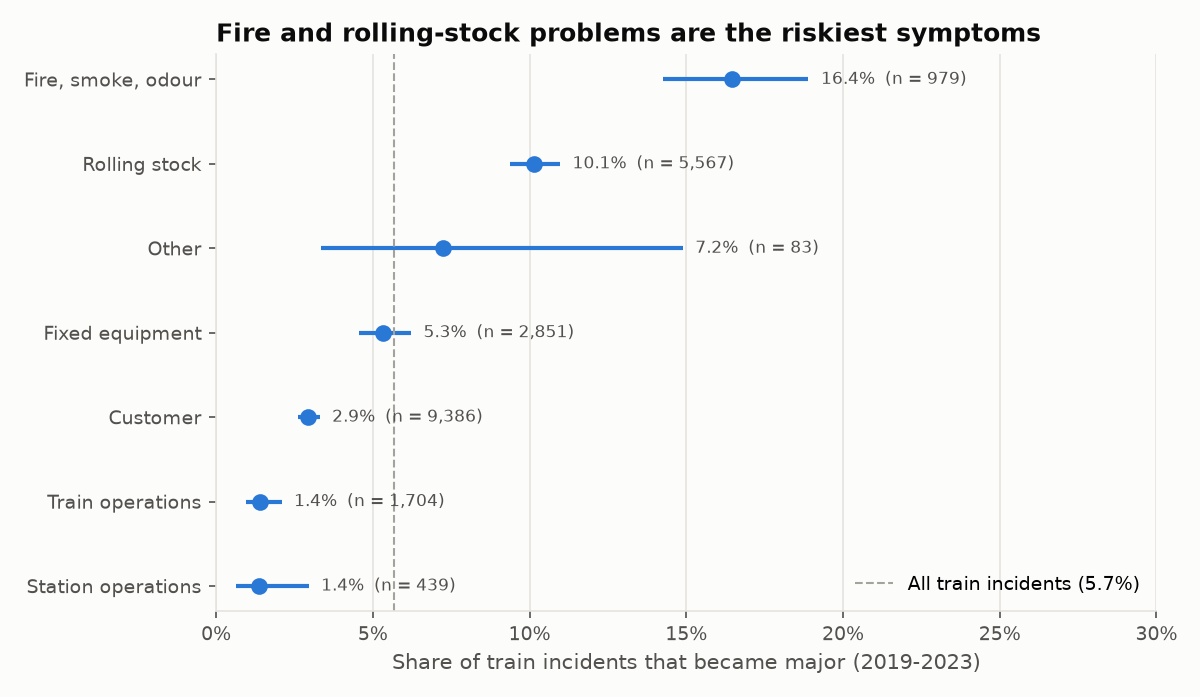 Fire and rolling-stock problems are the riskiest symptoms
Fire, smoke, odour
16.4%  (n = 979)
Rolling stock
10.1%  (n = 5,567)
Other
7.2%  (n = 83)
Fixed equipment
5.3%  (n = 2,851)
Customer
2.9%  (n = 9,386)
Train operations
1.4%  (n = 1,704)
Station operations
1.4%  (n = 439)
All train incidents (5.7%)
0% 5% 10% 15% 20% 25% 30%
Share of train incidents that became major (2019-2023)